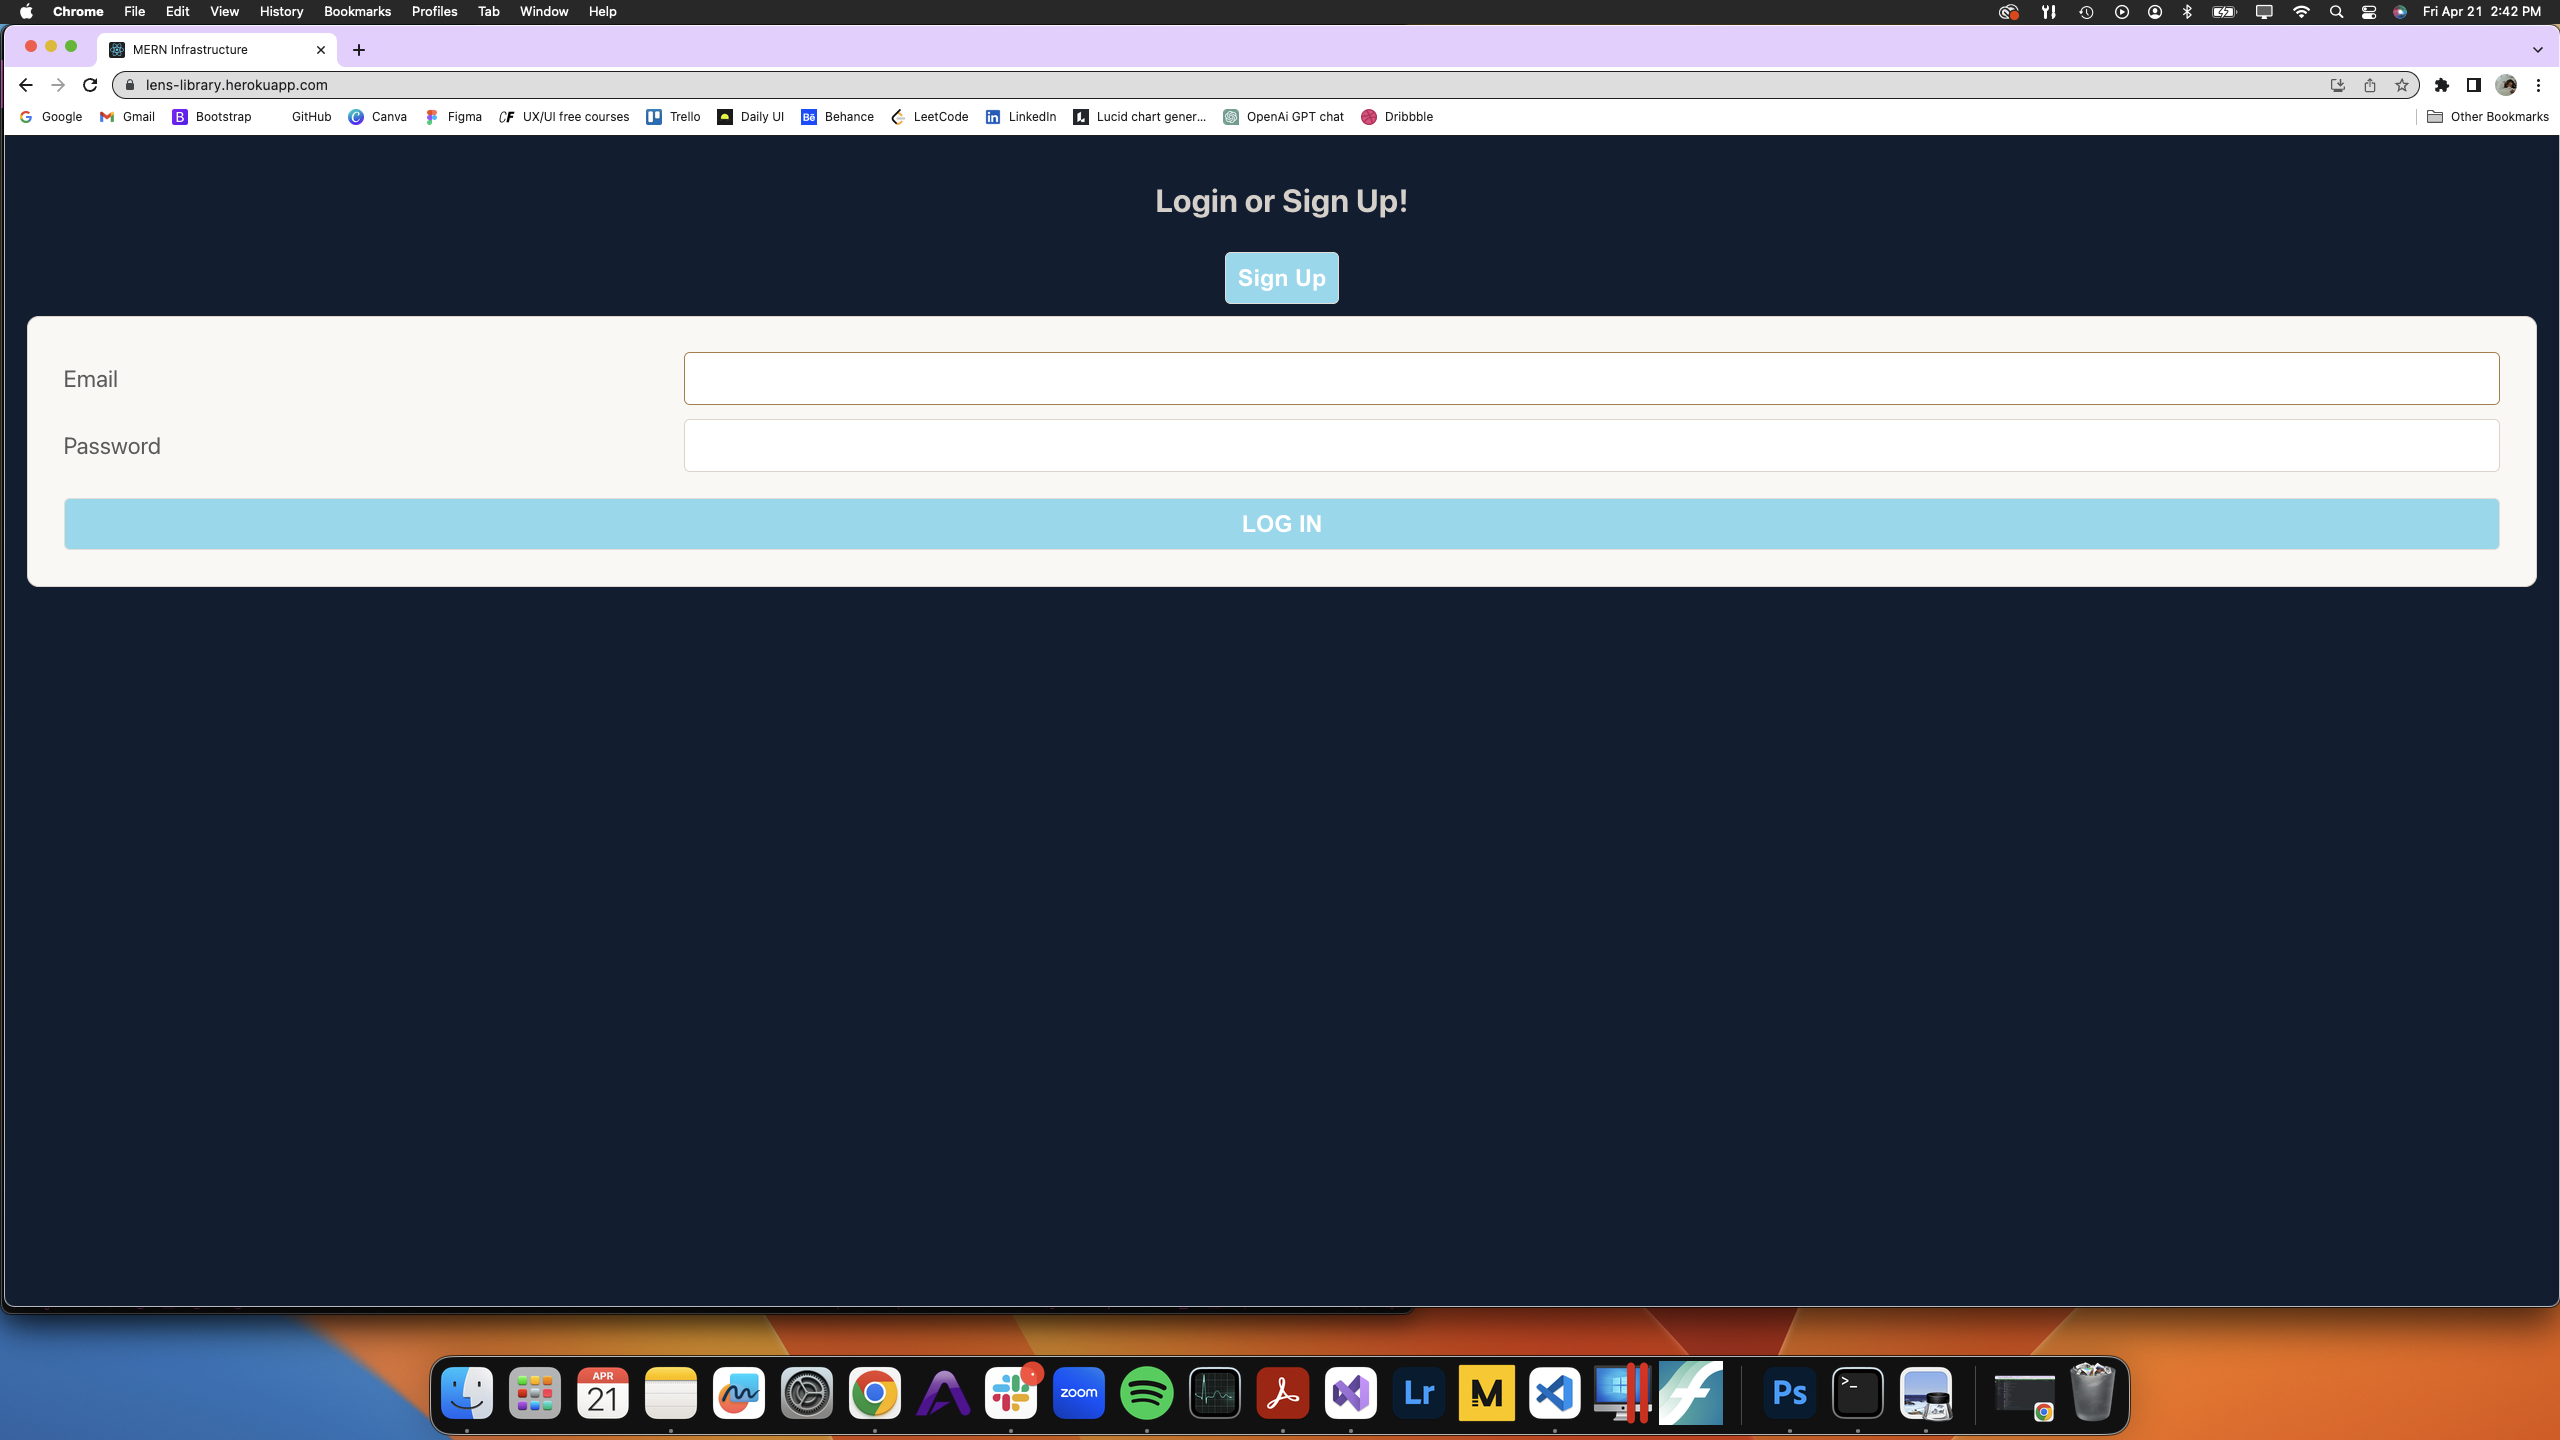 Chrome File Edit View History Bookmarks Profiles Tab Window Help Fri Apr 21 2:42 PM
MERN Infrastructure
lens-library.herokuapp.com
Google Gmail Bootstrap GitHub Canva Figma UX/UI free courses Trello Daily UI Behance LeetCode LinkedIn Lucid chart gener... OpenAi GPT chat Dribbble Other Bookmarks
Login or Sign Up!
Sign Up
Email
Password
LOG IN
APR
21
zoom
Lr
M
Ps
>_